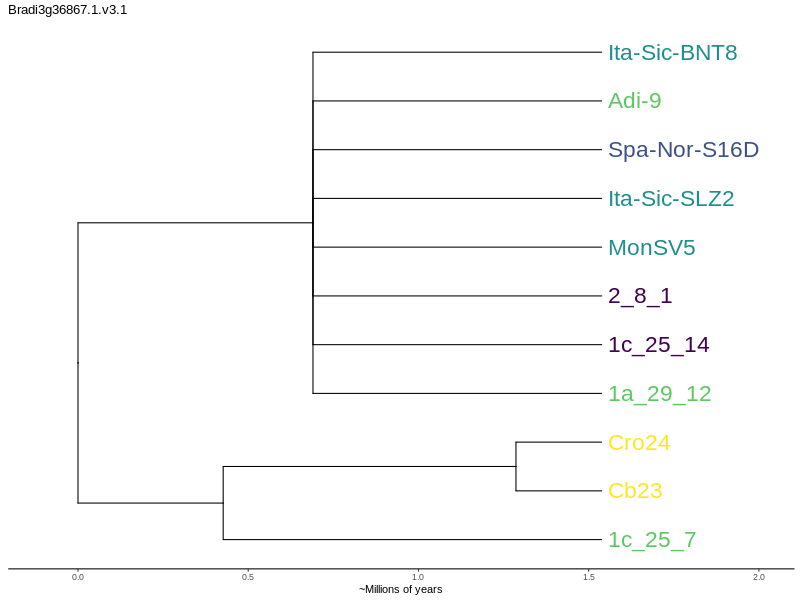 Bradi3g36867.1.v3.1
Ita-Sic-BNT8
Adi-9
Spa-Nor-S16D
Ita-Sic-SLZ2
MonSV5
2_8_1
1c_25_14
1a_29_12
Cro24
Cb23
1c_25_7
0.0 0.5 1.0 1.5 2.0
~Millions of years